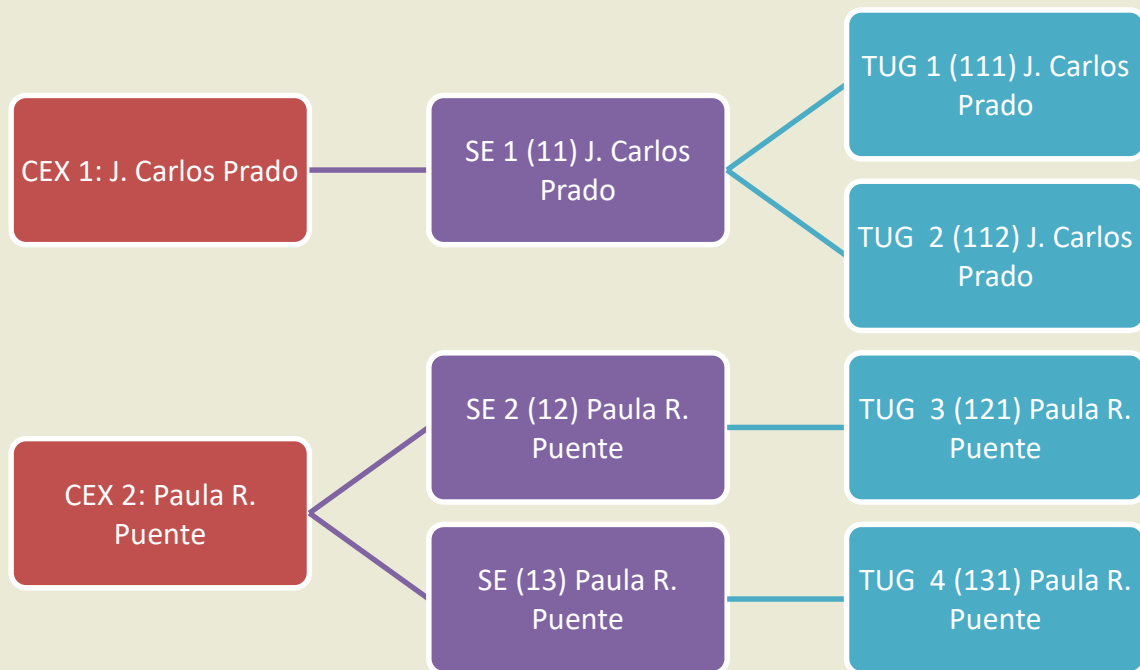 CEX 1: J. Carlos Prado
SE 1 (11) J. Carlos
Prado
TUG 1 (111) J. Carlos
Prado
TUG  2 (112) J. Carlos
Prado
CEX 2: Paula R.
Puente
SE 2 (12) Paula R.
Puente
TUG  3 (121) Paula R.
Puente
SE (13) Paula R.
Puente
TUG  4 (131) Paula R.
Puente